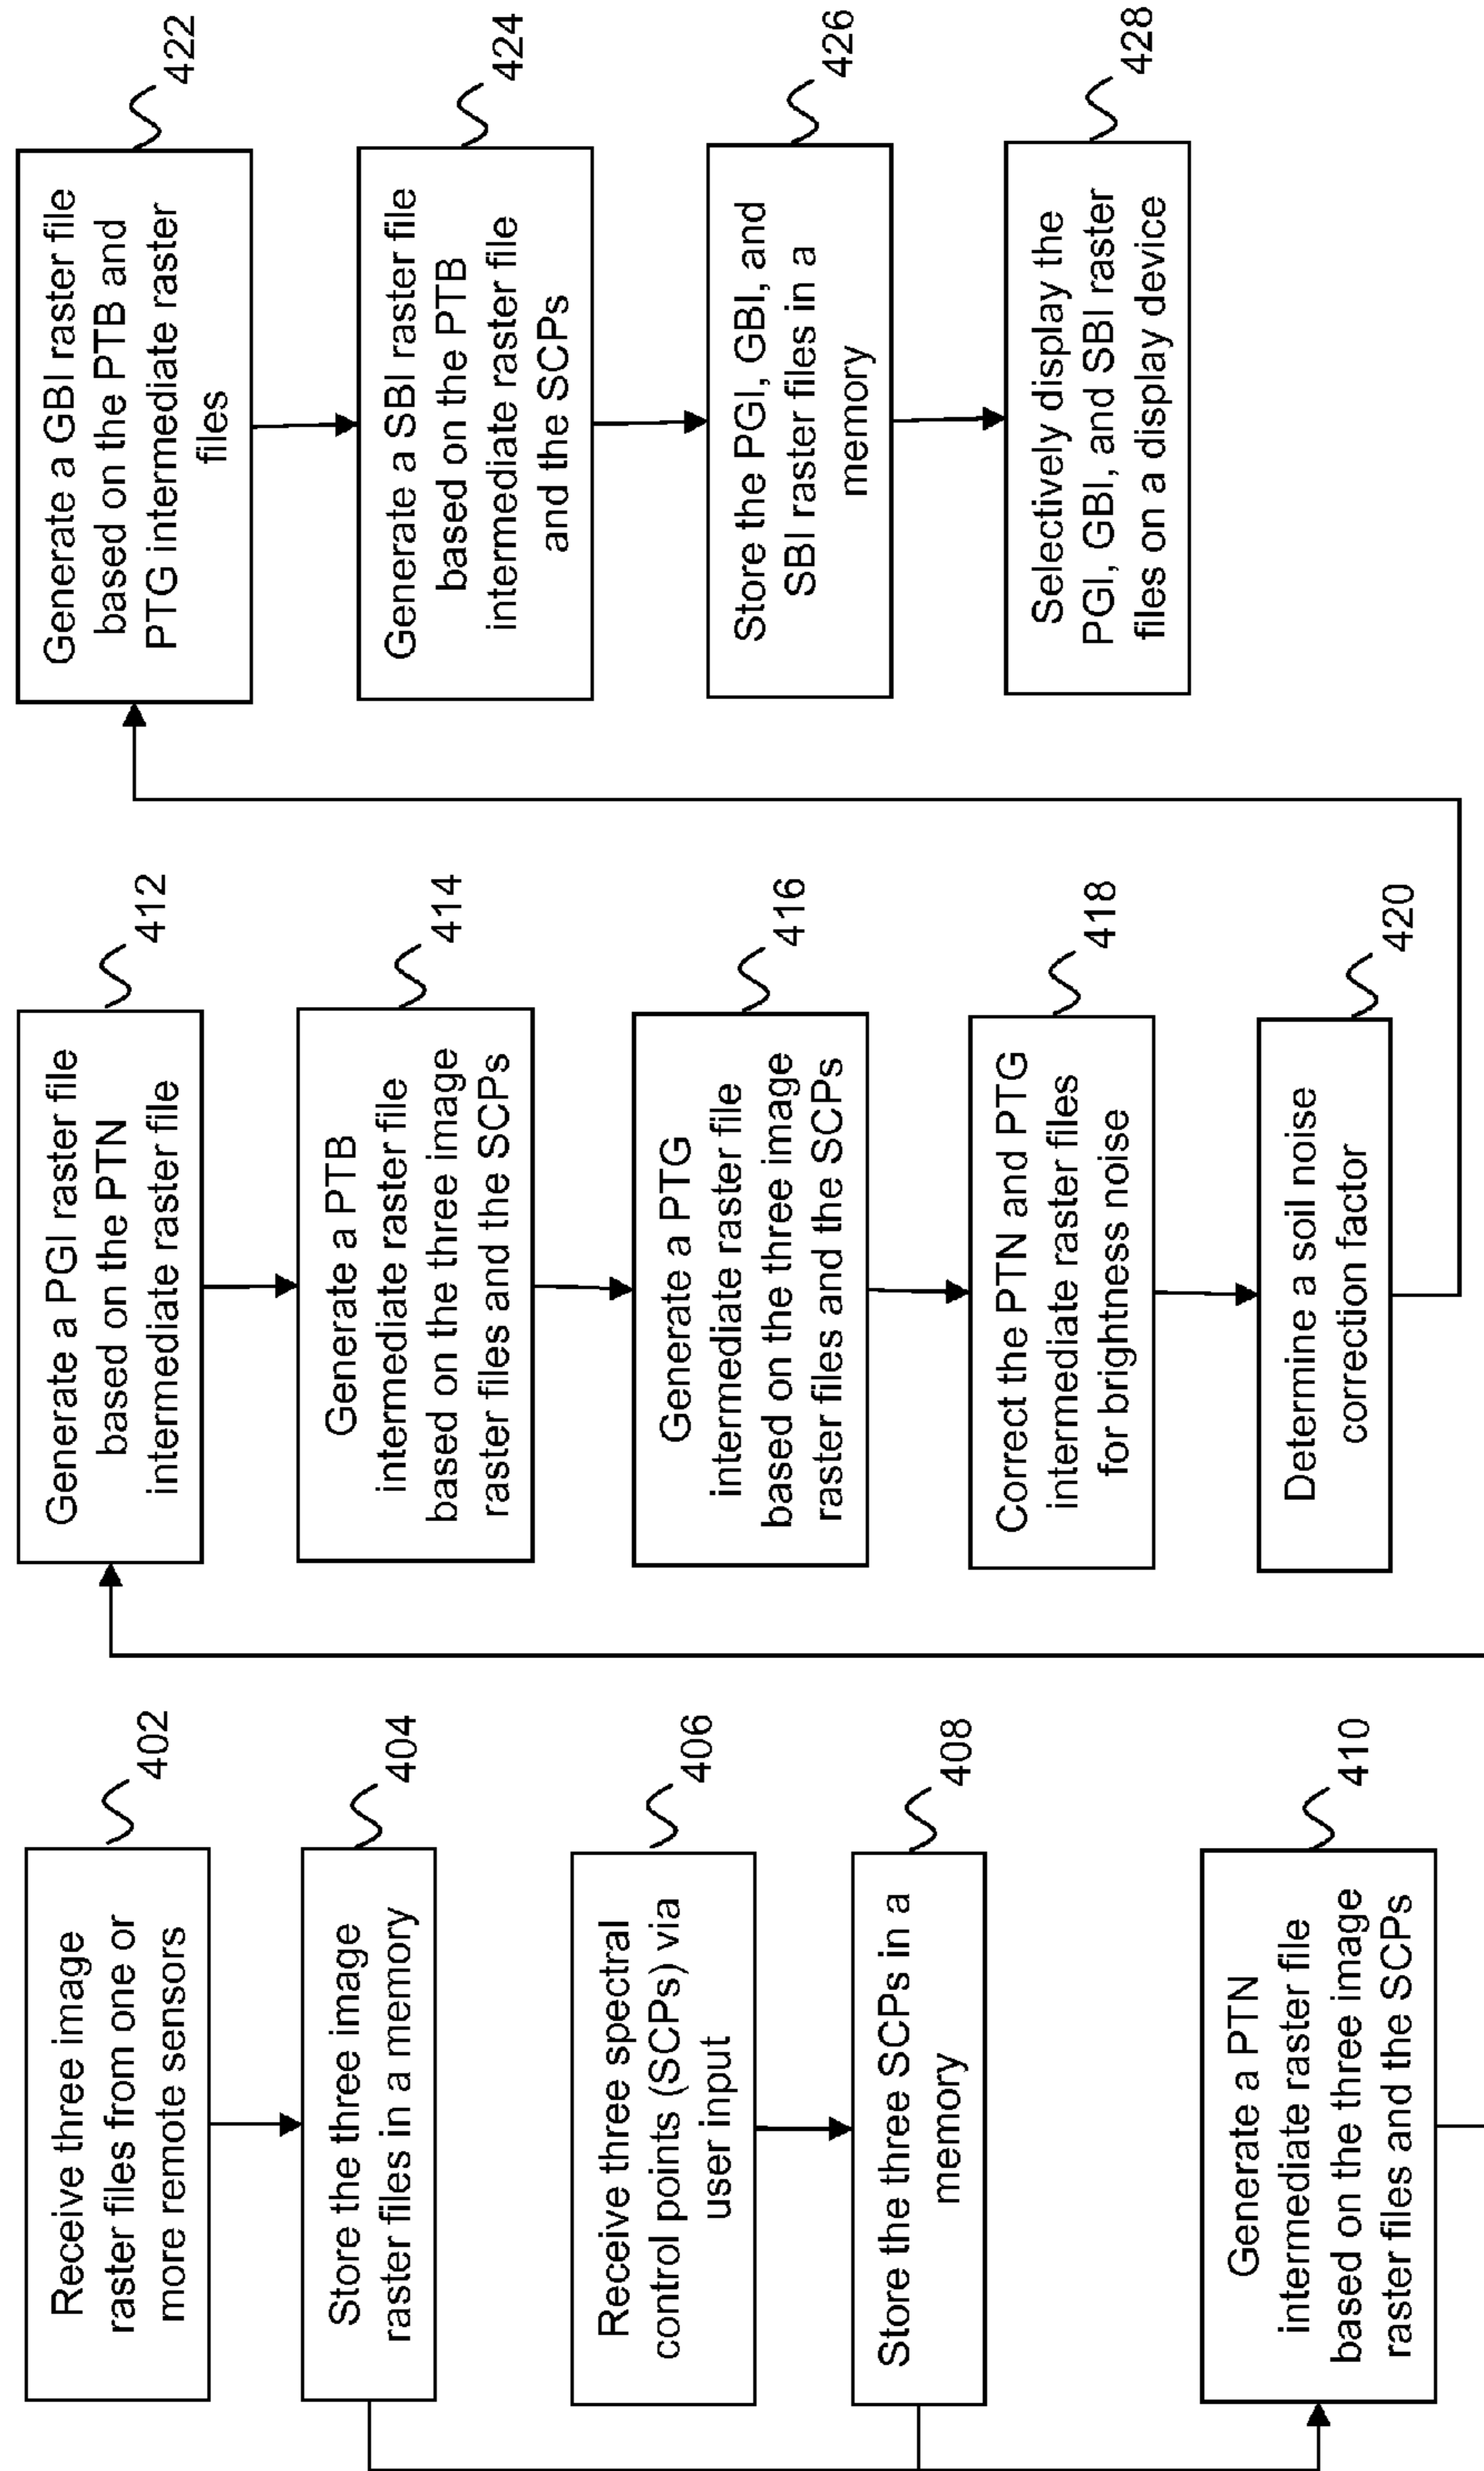 Receive three image
raster files from one or
more remote sensors
402
Store the three image
raster files in a memory
404
Receive three spectral
control points (SCPs) via
user input
406
Store the three SCPs in a
memory
408
Generate a PTN
intermediate raster file
based on the three image
raster files and the SCPs
410
Generate a PGI raster file
based on the PTN
intermediate raster file
412
Generate a PTB
intermediate raster file
based on the three image
raster files and the SCPs
414
Generate a PTG
intermediate raster file
based on the three image
raster files and the SCPs
416
Correct the PTN and PTG
intermediate raster files
for brightness noise
418
Determine a soil noise
correction factor
420
Generate a GBI raster file
based on the PTB and
PTG intermediate raster
files
422
Generate a SBI raster file
based on the PTB
intermediate raster file
and the SCPs
424
Store the PGI, GBI, and
SBI raster files in a
memory
426
Selectively display the
PGI, GBI, and SBI raster
files on a display device
428